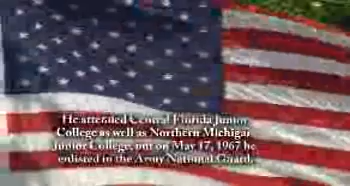 He attended Central Florida Junior
College as well as Northern Michigan
Junior College, but on May 17, 1967 he
enlisted in the Army National Guard.